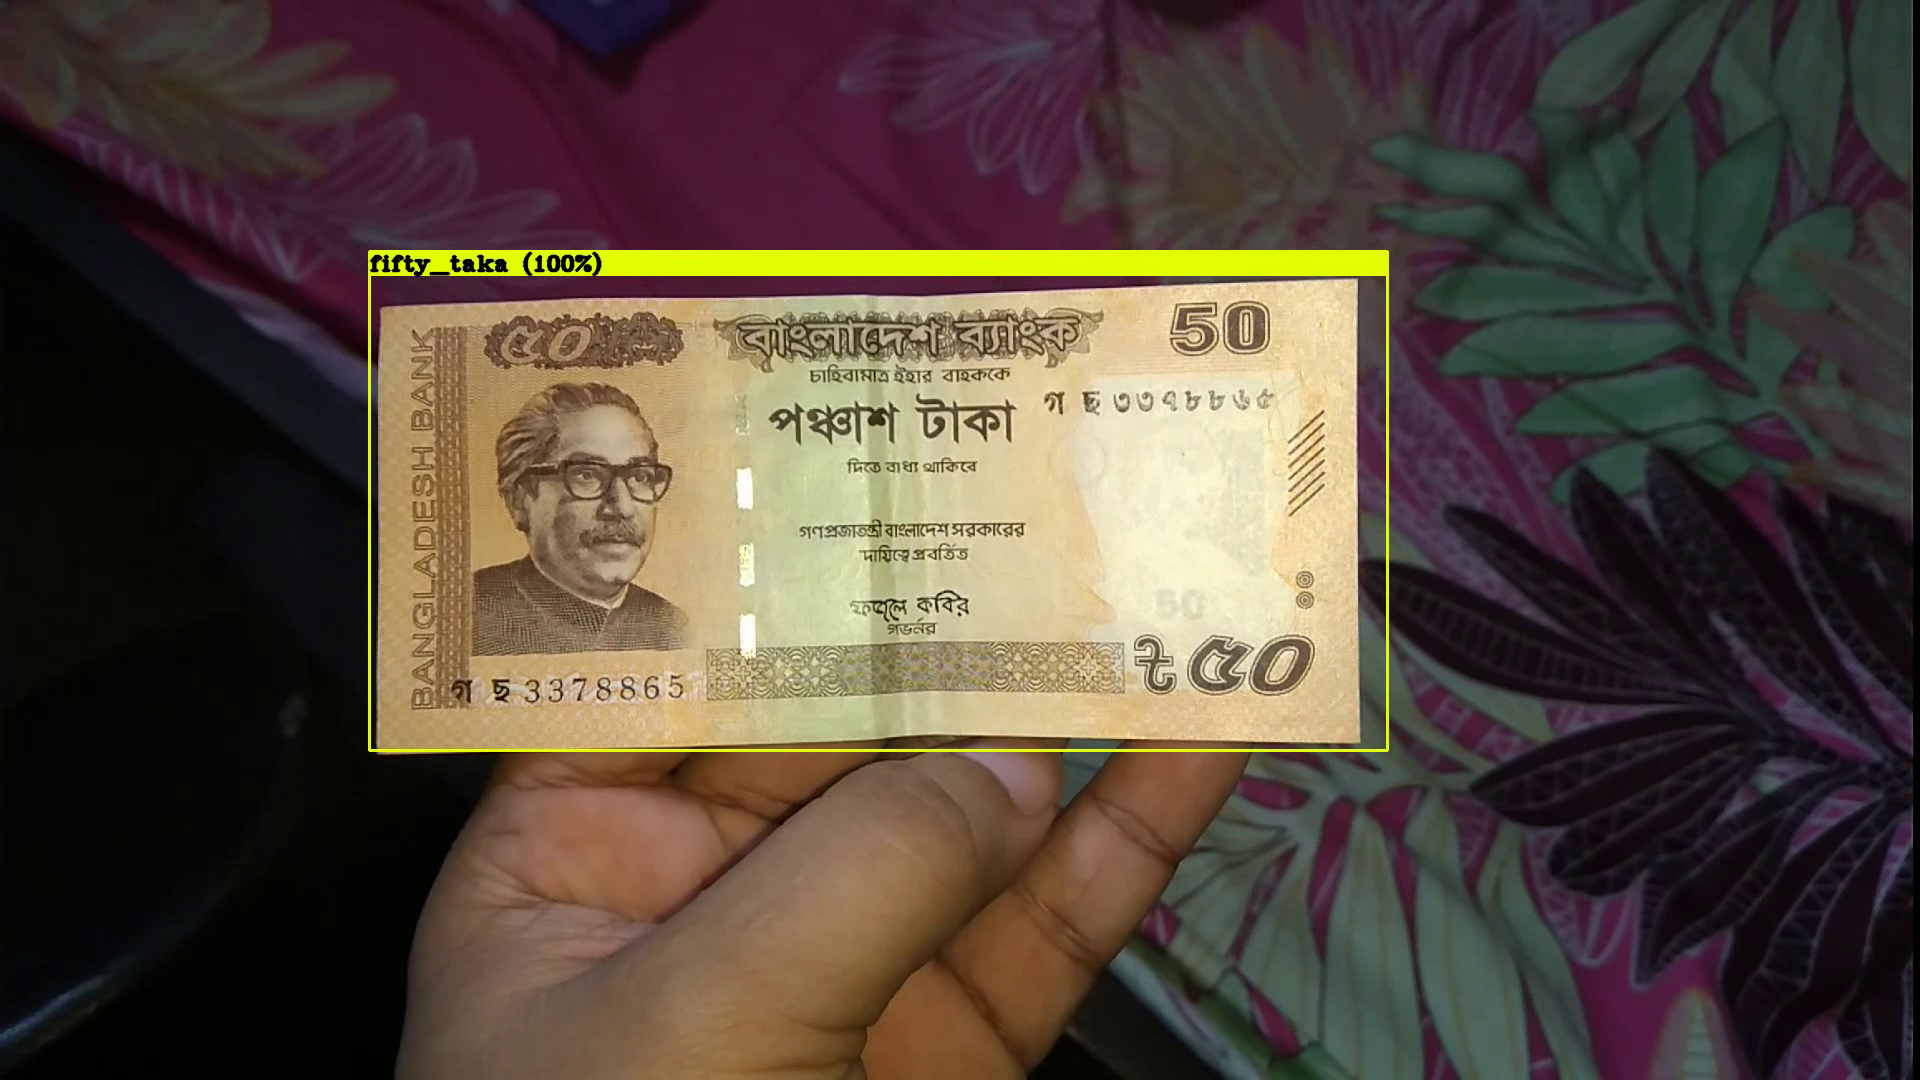 fifty_taka (100%)
BANGLADESH BANK
৫০
বাংলাদেশ ব্যাংক
50
চাহিবামাত্র ইহার বাহককে
পঞ্চাশ টাকা
গ ছ ৩৩৭৮৮৬৫
দিতে বাধ্য থাকিবে
গণপ্রজাতন্ত্রী বাংলাদেশ সরকারের
দায়িত্বে প্রবর্তিত
ফজলে কবির
গভর্নর
50
গ ছ 3378865
৳ ৫০